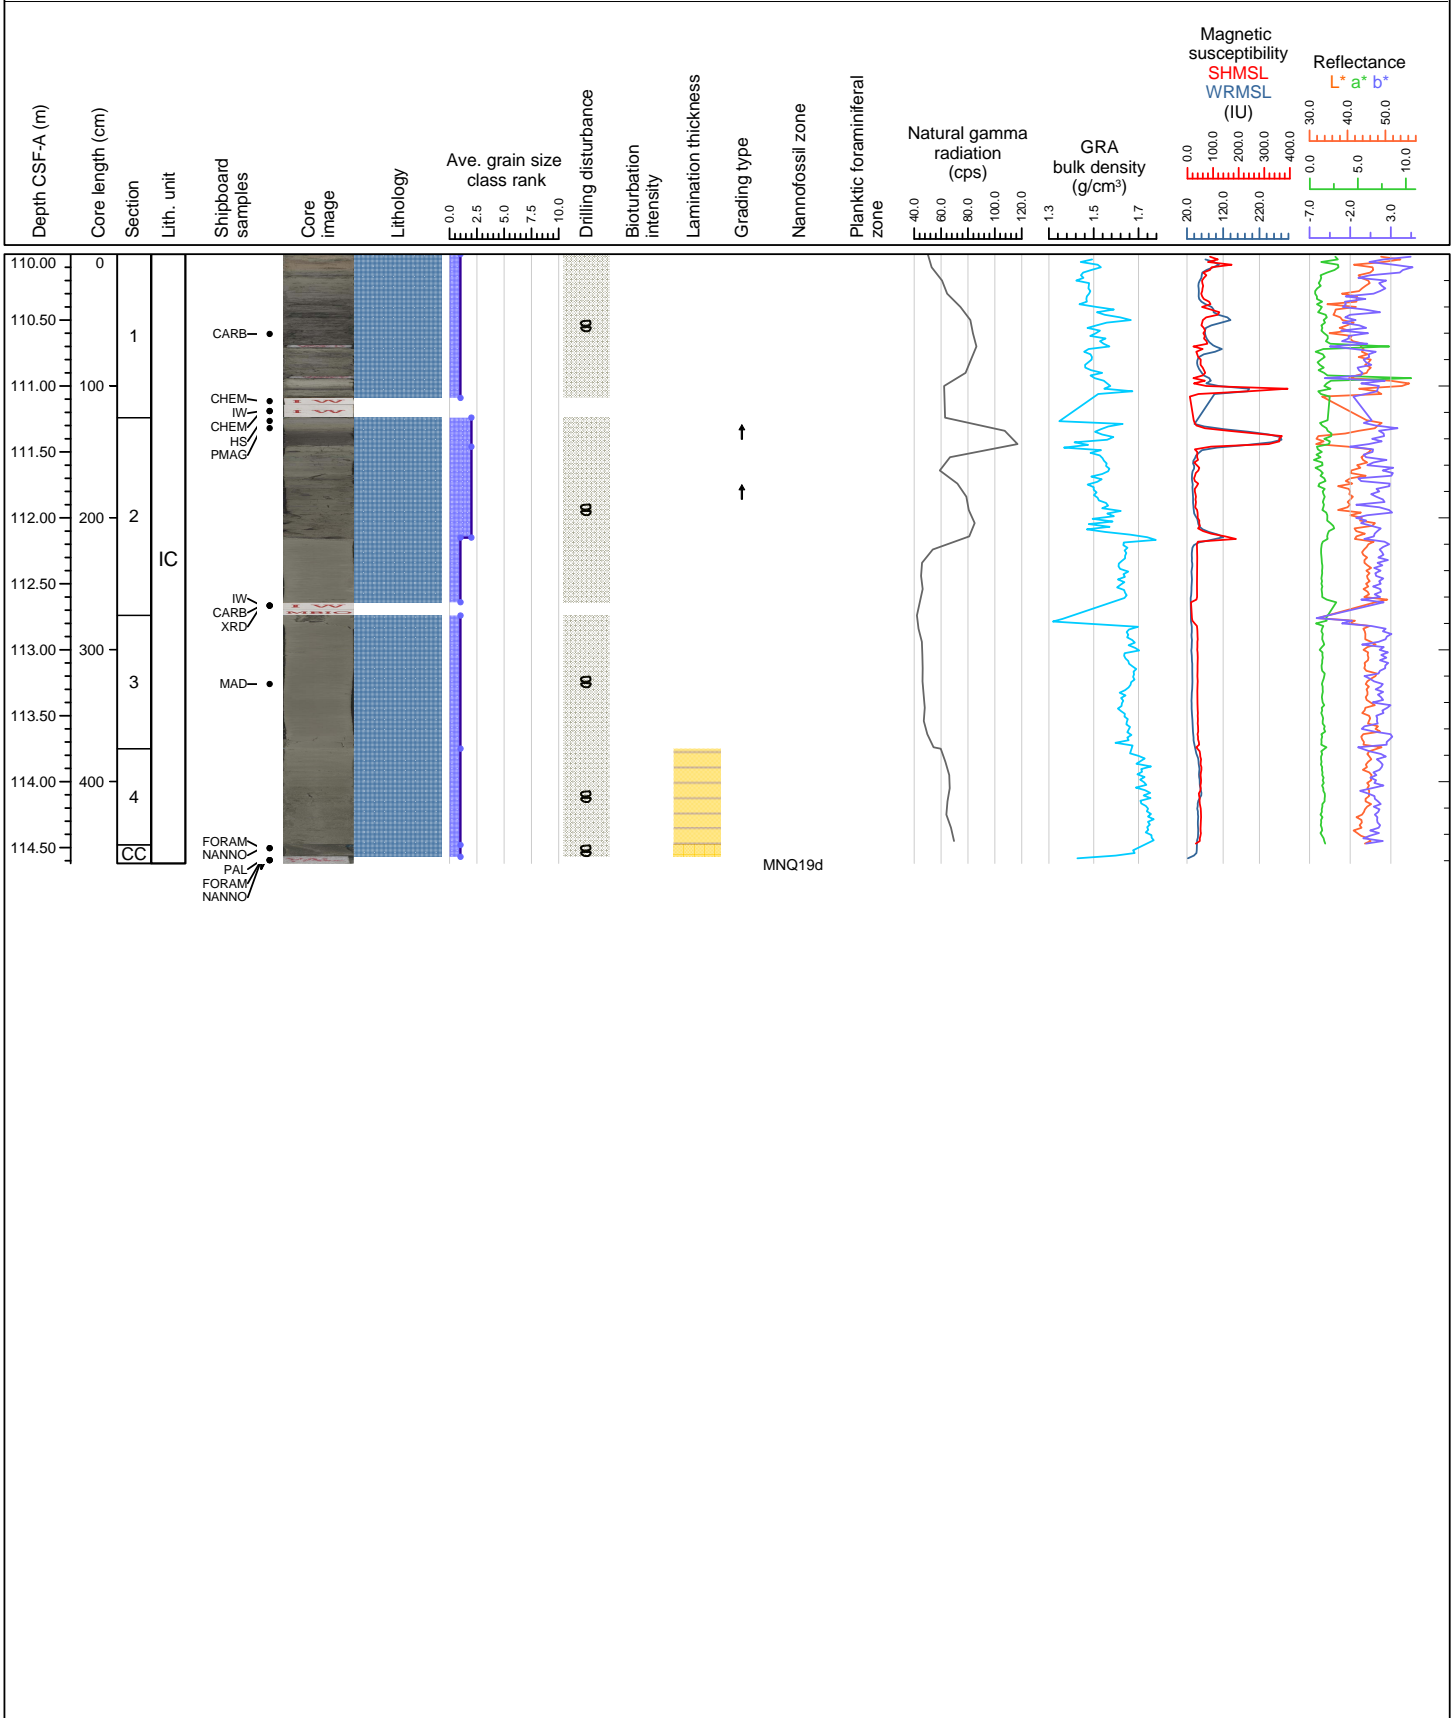 Depth CSF-A (m)
Core length (cm)
Section
Lith. unit
Shipboard
samples
Core
image
Lithology
Ave. grain size
class rank
0.0 2.5 5.0 7.5 10.0
Drilling disturbance
Bioturbation
intensity
Lamination thickness
Grading type
Nannofossil zone
Planktic foraminiferal
zone
Natural gamma
radiation
(cps)
40.0 60.0 80.0 100.0 120.0
GRA
bulk density
(g/cm³)
1.3 1.5 1.7
Magnetic
susceptibility
SHMSL
WRMSL
(IU)
0.0 100.0 200.0 300.0 400.0
20.0 120.0 220.0
Reflectance
L* a* b*
30.0 40.0 50.0
0.0 5.0 10.0
-7.0 -2.0 3.0
110.00 0
110.50
1
CARB
111.00 100
CHEM
I W
IW
I W
CHEM
HS
111.50
PMAG
112.00 200
2
IC
112.50
IW
I W
CARB
MBIO
XRD
113.00 300
3
MAD
113.50
114.00 400
4
114.50
FORAM
CC
NANNO
PAL
PAL
MNQ19d
FORAM
NANNO